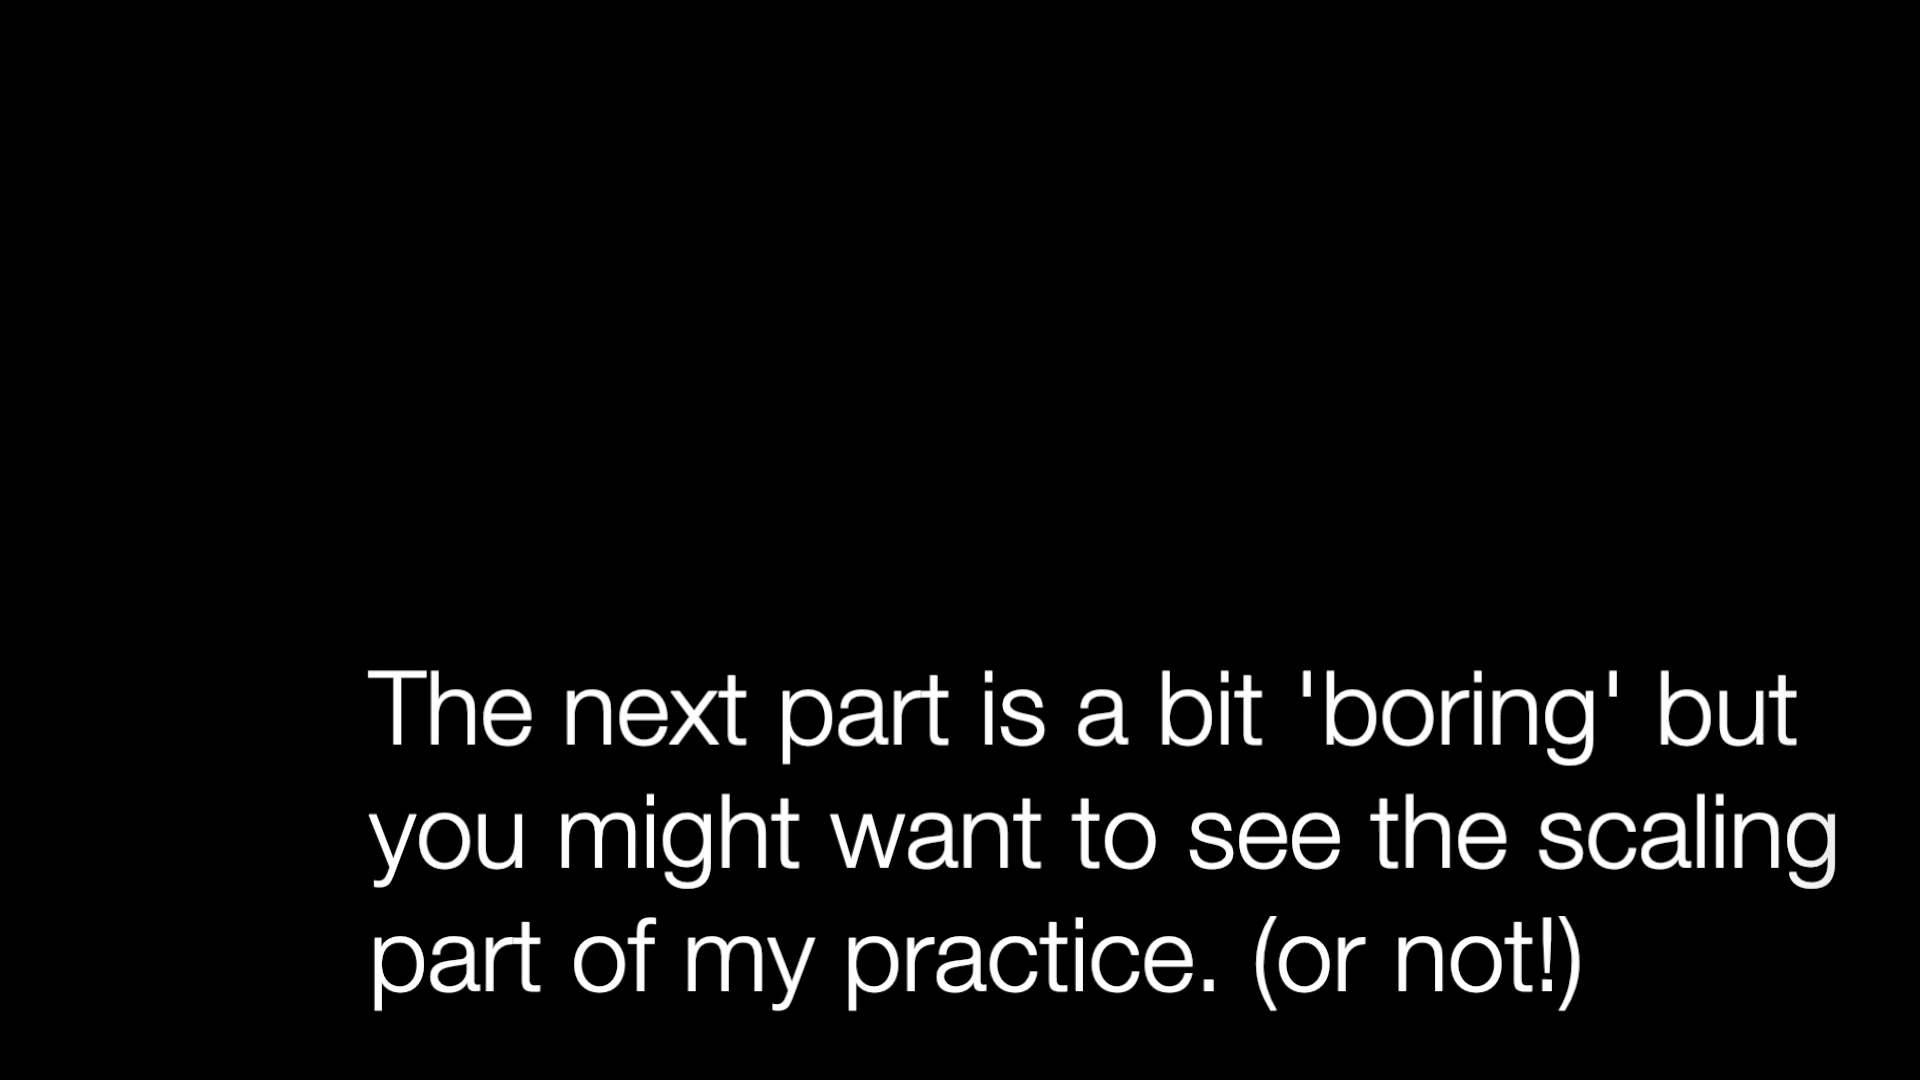 The next part is a bit 'boring' but
you might want to see the scaling
part of my practice. (or not!)